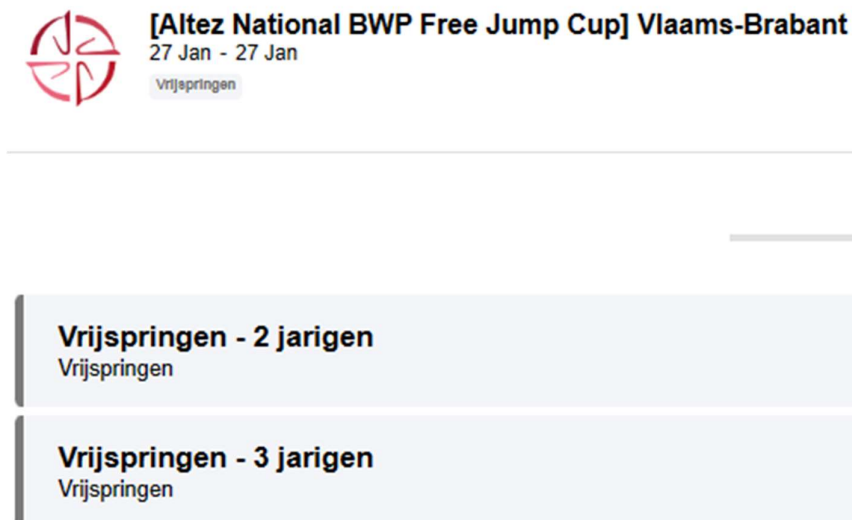 [Altez National BWP Free Jump Cup] Vlaams-Brabant
27 Jan - 27 Jan
Vrijspringen
Vrijspringen - 2 jarigen
Vrijspringen
Vrijspringen - 3 jarigen
Vrijspringen